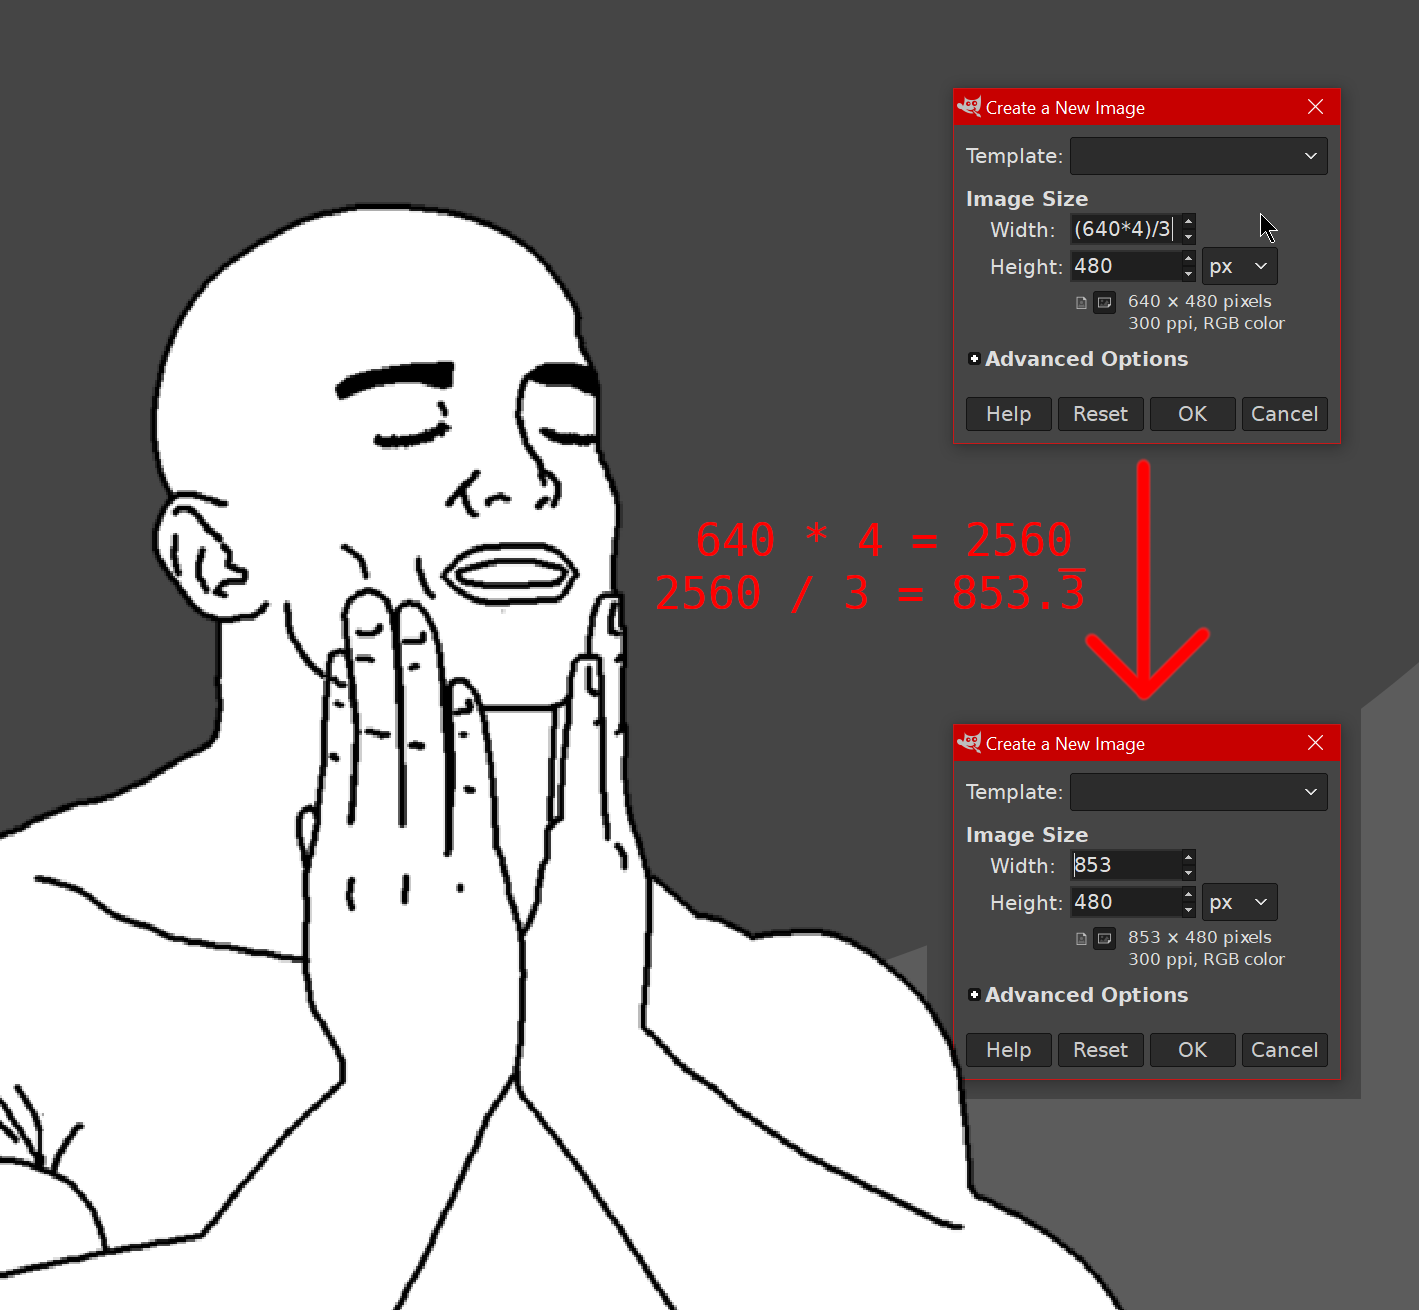 Create a New Image
Template:
Image Size
Width: (640*4)/3
Height: 480 px
640 × 480 pixels
300 ppi, RGB color
Advanced Options
Help Reset OK Cancel
640 * 4 = 2560
2560 / 3 = 853.3̅
Create a New Image
Template:
Image Size
Width: 853
Height: 480 px
853 × 480 pixels
300 ppi, RGB color
Advanced Options
Help Reset OK Cancel